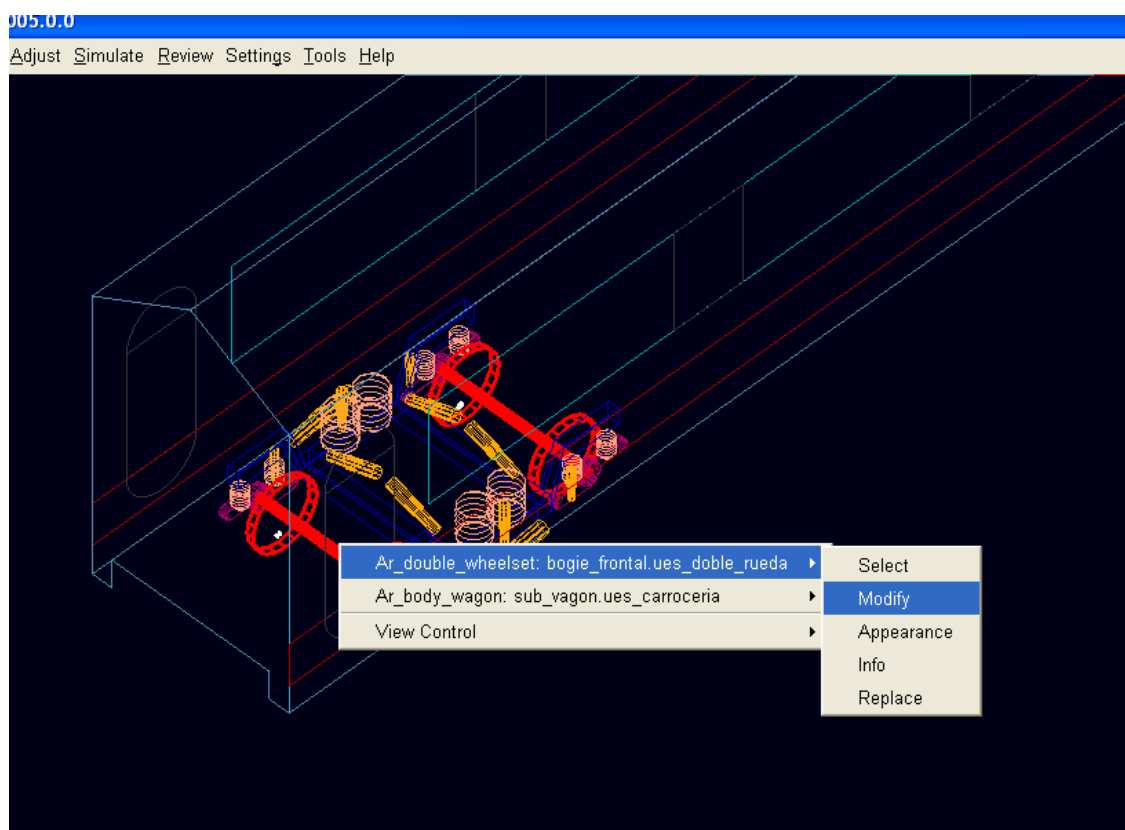 005.0.0
Adjust Simulate Review Settings Tools Help
Ar_double_wheelset: bogie_frontal.ues_doble_rueda
Ar_body_wagon: sub_vagon.ues_carroceria
View Control
Select
Modify
Appearance
Info
Replace